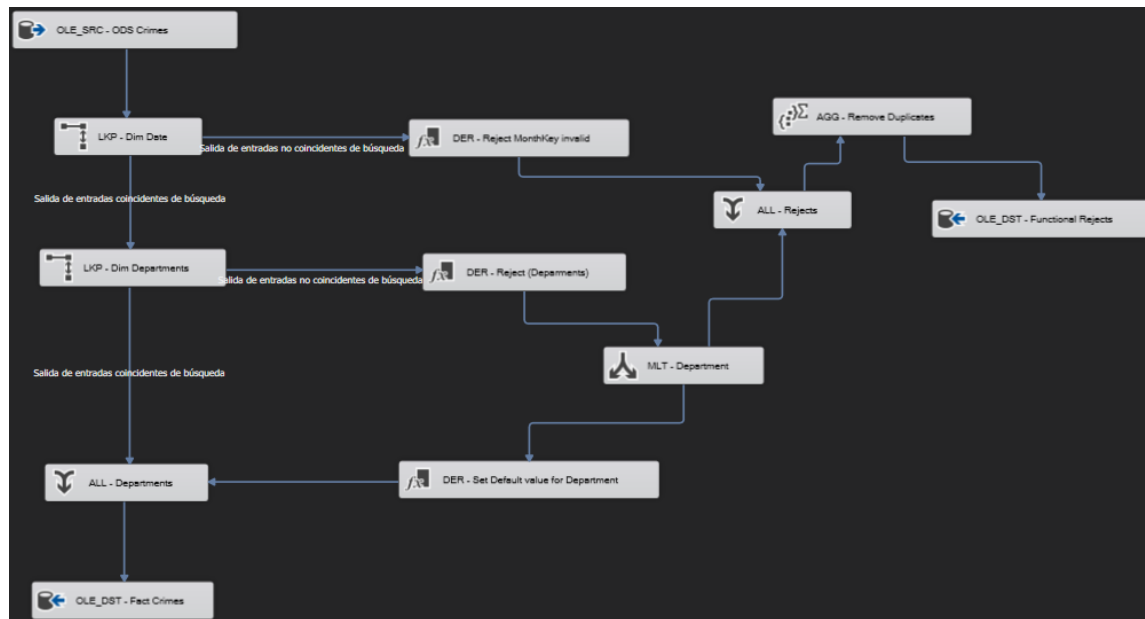 OLE_SRC - ODS Crimes
LKP - Dim Date
Salida de entradas no coincidentes de búsqueda
DER - Reject MonthKey invalid
AGG - Remove Duplicates
Salida de entradas coincidentes de búsqueda
ALL - Rejects
OLE_DST - Functional Rejects
LKP - Dim Departments
Salida de entradas no coincidentes de búsqueda
DER - Reject (Deparments)
Salida de entradas coincidentes de búsqueda
MLT - Department
ALL - Departments
DER - Set Default value for Department
OLE_DST - Fact Crimes